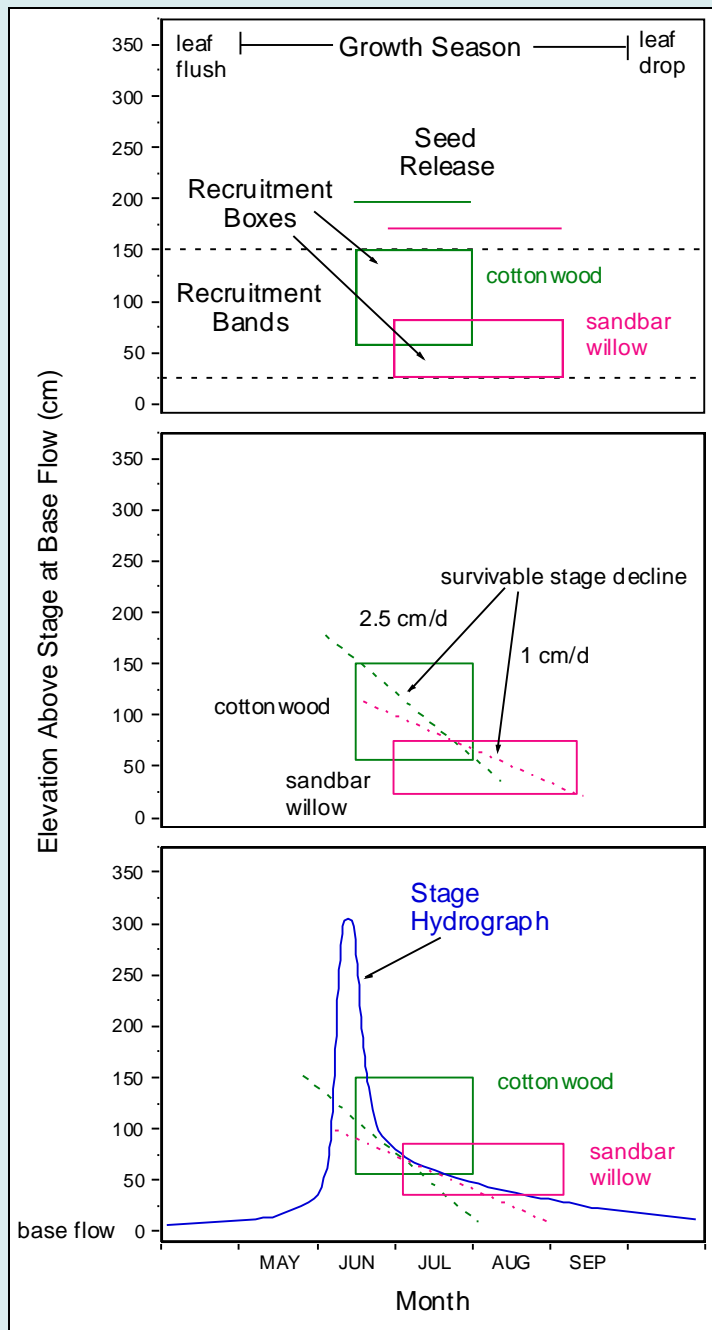 Elevation Above Stage at Base Flow (cm)
350
300
250
200
150
100
50
0
leaf
flush
Growth Season
leaf
drop
Seed
Release
Recruitment
Boxes
Recruitment
Bands
cottonwood
sandbar
willow
350
300
250
200
150
100
50
0
survivable stage decline
2.5 cm/d
1 cm/d
cottonwood
sandbar
willow
350
300
250
200
150
100
50
0
base flow
Stage
Hydrograph
cottonwood
sandbar
willow
MAY JUN JUL AUG SEP
Month